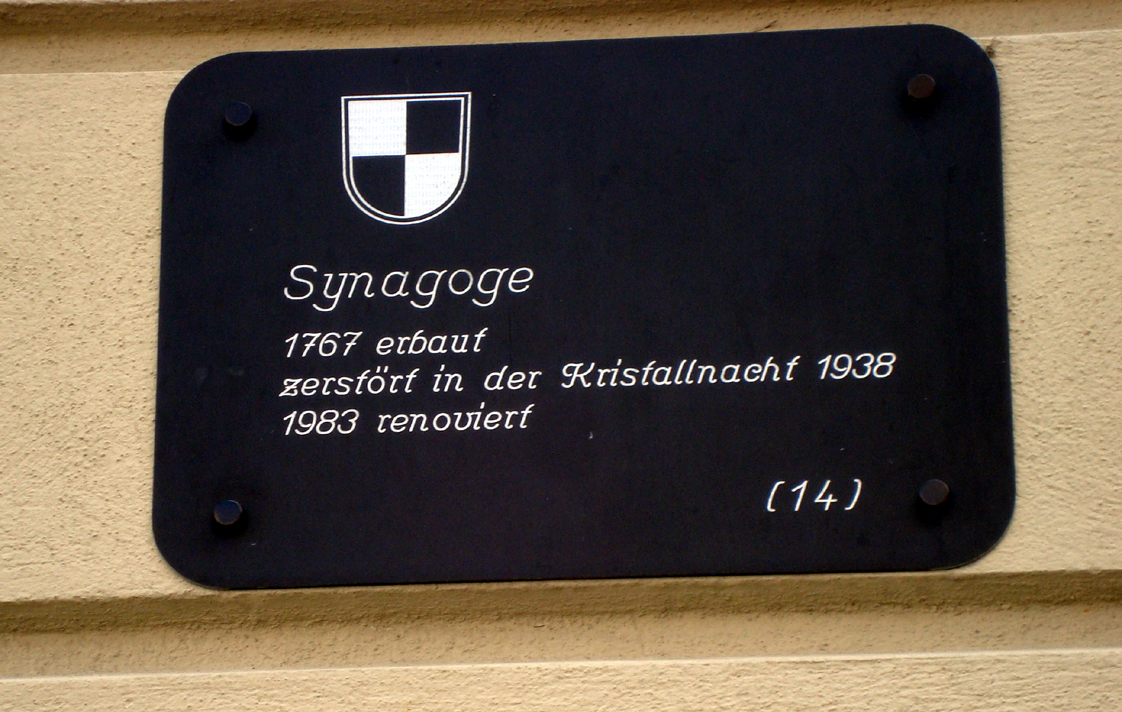 Synagoge
1767 erbaut
zerstört in der Kristallnacht 1938
1983 renoviert
(14)